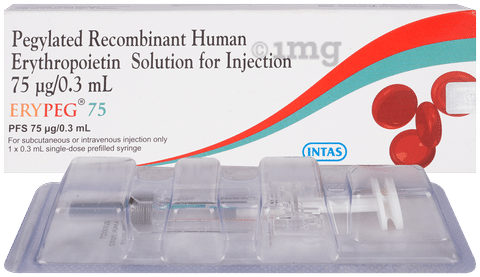 Pegylated Recombinant Human
Erythropoietin Solution for Injection
75 µg/0.3 mL
ERYPEG® 75
PFS 75 µg/0.3 mL
For subcutaneous or intravenous injection only
1 x 0.3 mL single-dose prefilled syringe
INTAS
1mg
1mg